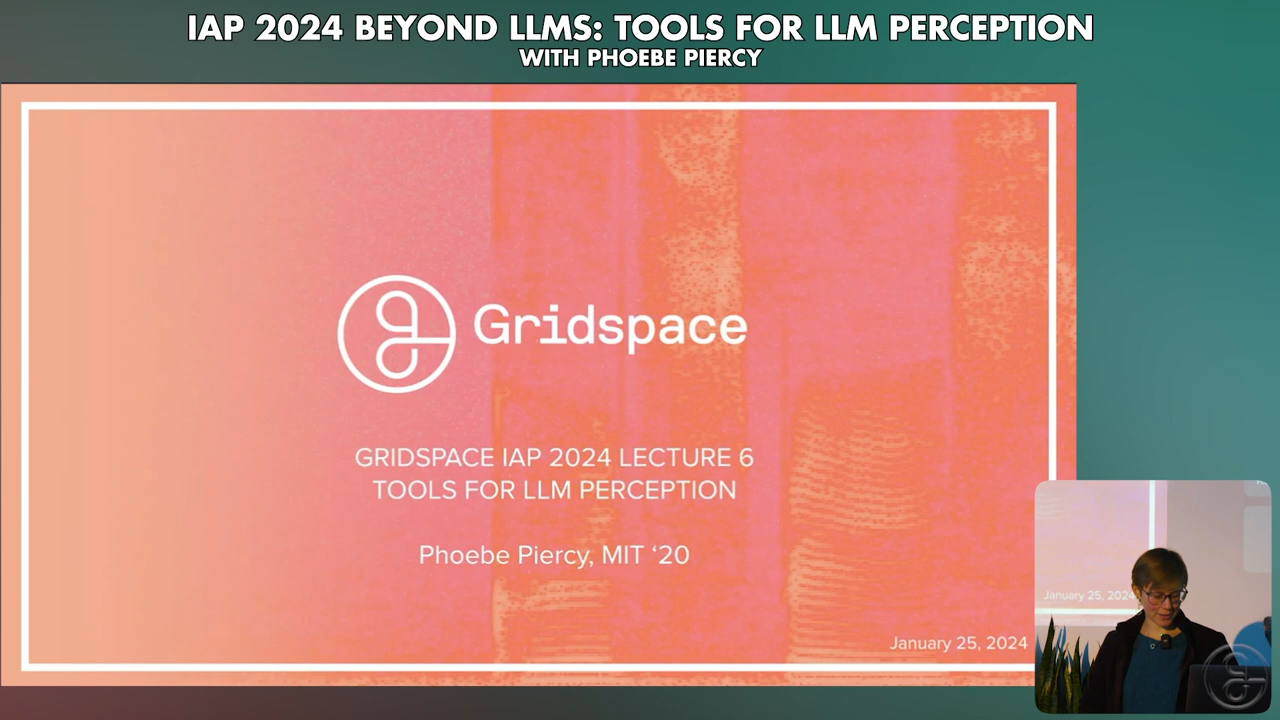 IAP 2024 BEYOND LLMS: TOOLS FOR LLM PERCEPTION
WITH PHOEBE PIERCY
Gridspace
GRIDSPACE IAP 2024 LECTURE 6
TOOLS FOR LLM PERCEPTION
Phoebe Piercy, MIT ‘20
January 25, 2024
January 25, 2024